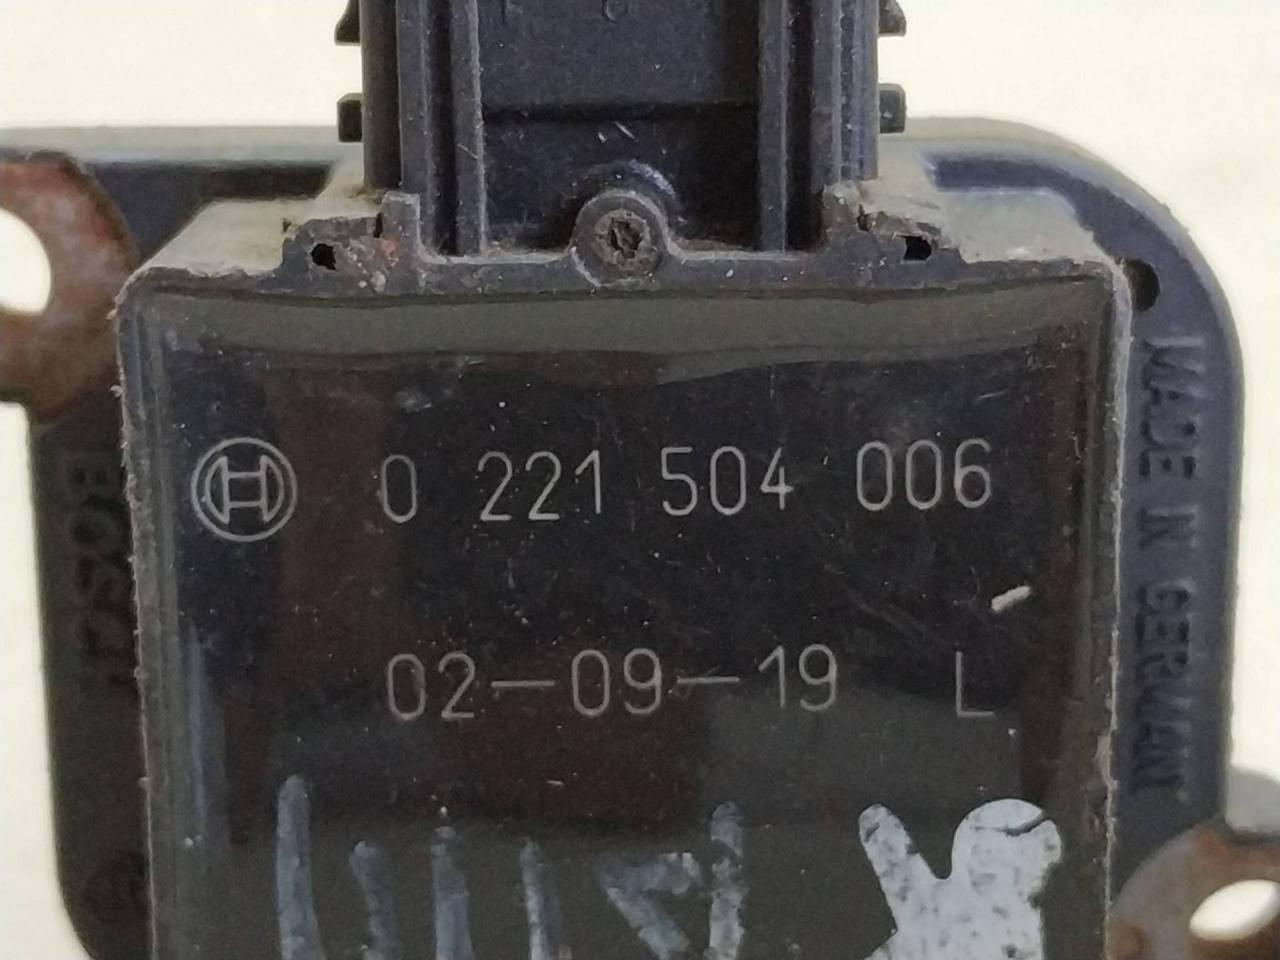 0 221 504 006
02-09-19 L
BOSCH
MADE IN GERMANY